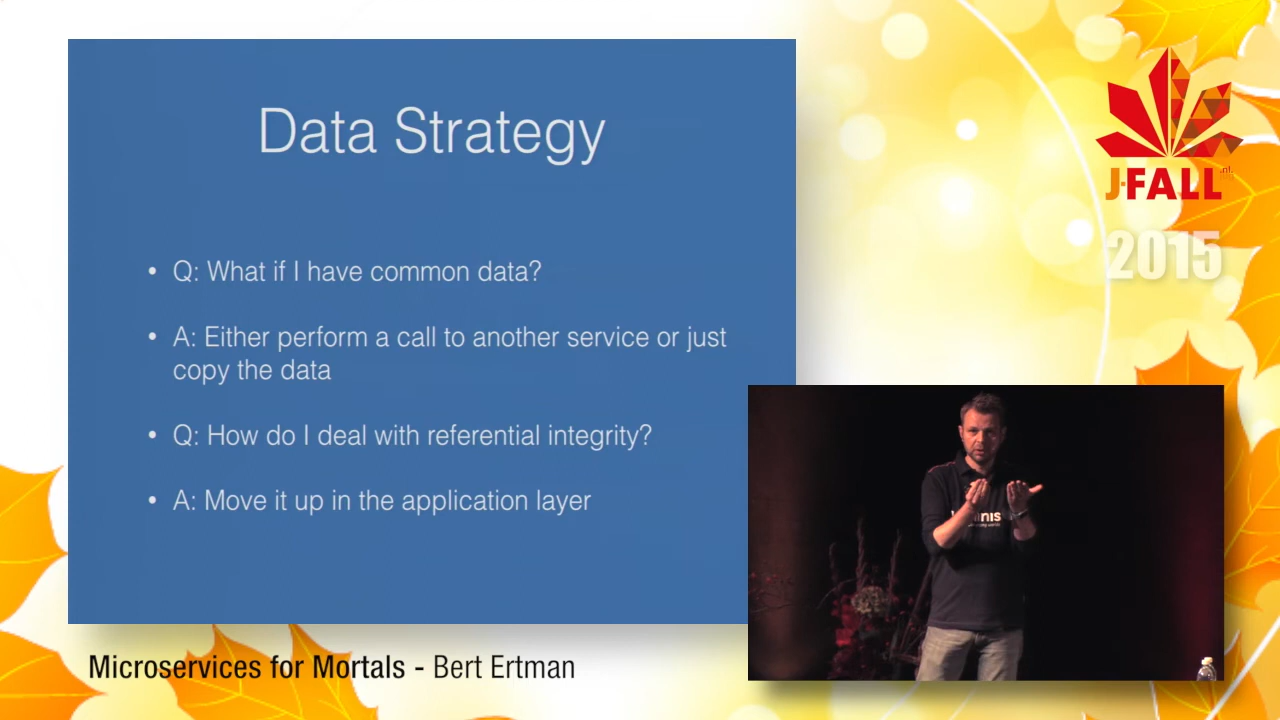 Data Strategy
• Q: What if I have common data?
• A: Either perform a call to another service or just
copy the data
• Q: How do I deal with referential integrity?
• A: Move it up in the application layer
J-FALL.nl
2015
Microservices for Mortals - Bert Ertman